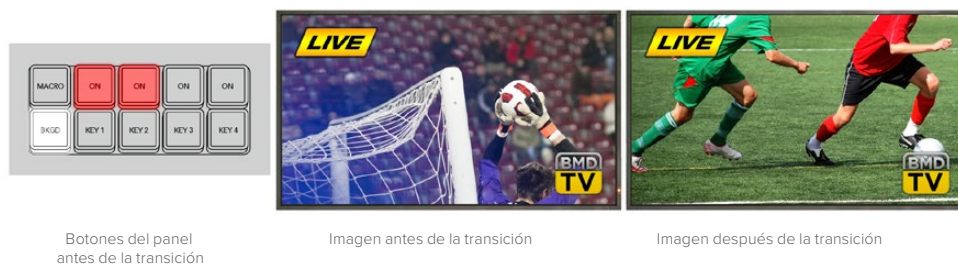 MACRO ON ON ON ON
BKGD KEY 1 KEY 2 KEY 3 KEY 4
LIVE
BMD
TV
LIVE
BMD
TV
Botones del panel
antes de la transición
Imagen antes de la transición
Imagen después de la transición